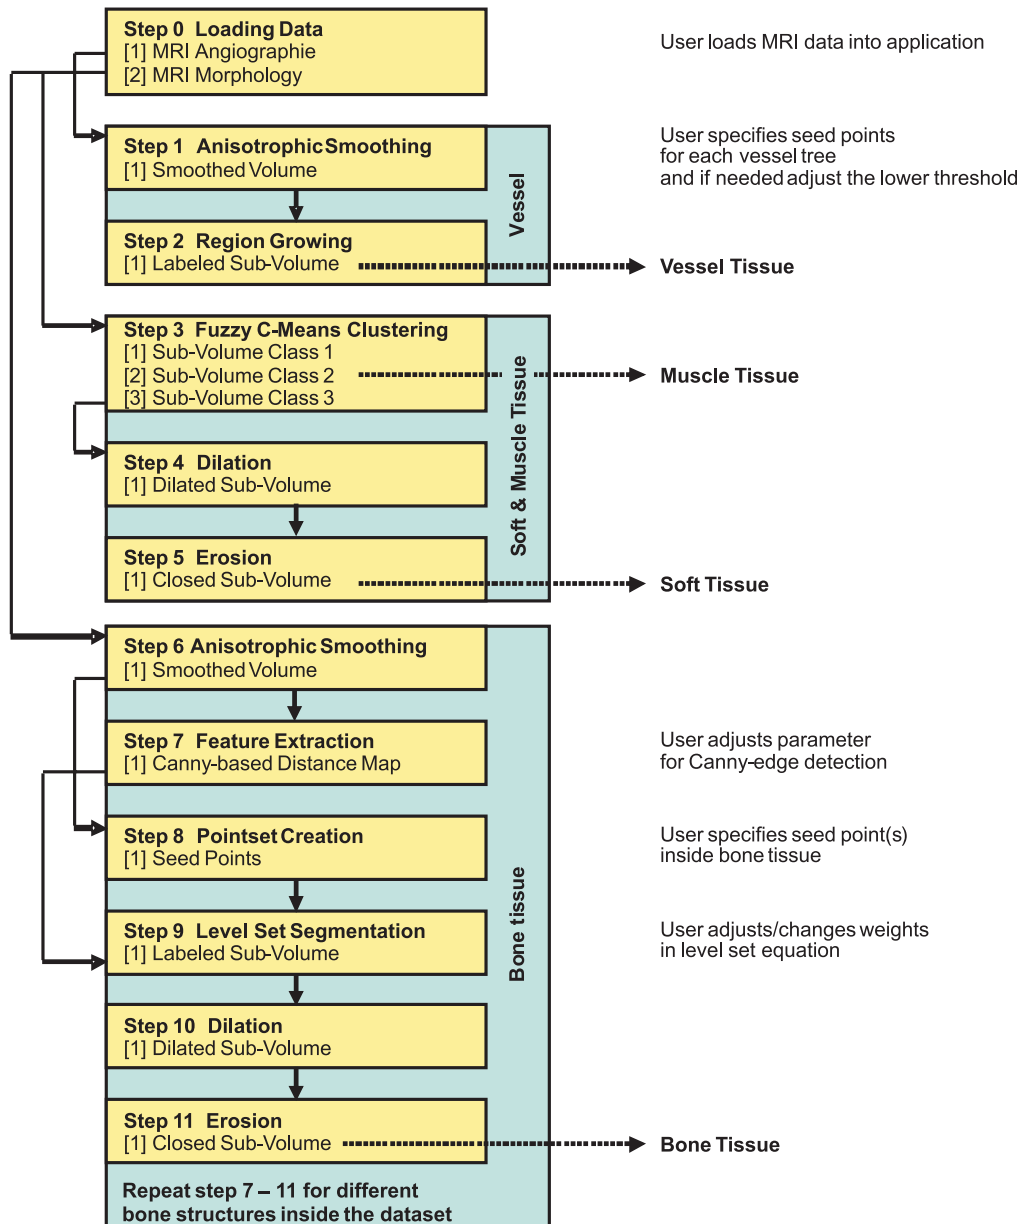 Step 0 Loading Data
[1] MRI Angiographie
[2] MRI Morphology
User loads MRI data into application
Step 1 Anisotrophic Smoothing
[1] Smoothed Volume
User specifies seed points
for each vessel tree
and if needed adjust the lower threshold
Vessel
Step 2 Region Growing
[1] Labeled Sub-Volume
Vessel Tissue
Step 3 Fuzzy C-Means Clustering
[1] Sub-Volume Class 1
[2] Sub-Volume Class 2
[3] Sub-Volume Class 3
Muscle Tissue
Soft & Muscle Tissue
Step 4 Dilation
[1] Dilated Sub-Volume
Step 5 Erosion
[1] Closed Sub-Volume
Soft Tissue
Step 6 Anisotrophic Smoothing
[1] Smoothed Volume
Step 7 Feature Extraction
[1] Canny-based Distance Map
User adjusts parameter
for Canny-edge detection
Step 8 Pointset Creation
[1] Seed Points
User specifies seed point(s)
inside bone tissue
Bone tissue
Step 9 Level Set Segmentation
[1] Labeled Sub-Volume
User adjusts/changes weights
in level set equation
Step 10 Dilation
[1] Dilated Sub-Volume
Step 11 Erosion
[1] Closed Sub-Volume
Bone Tissue
Repeat step 7 – 11 for different
bone structures inside the dataset